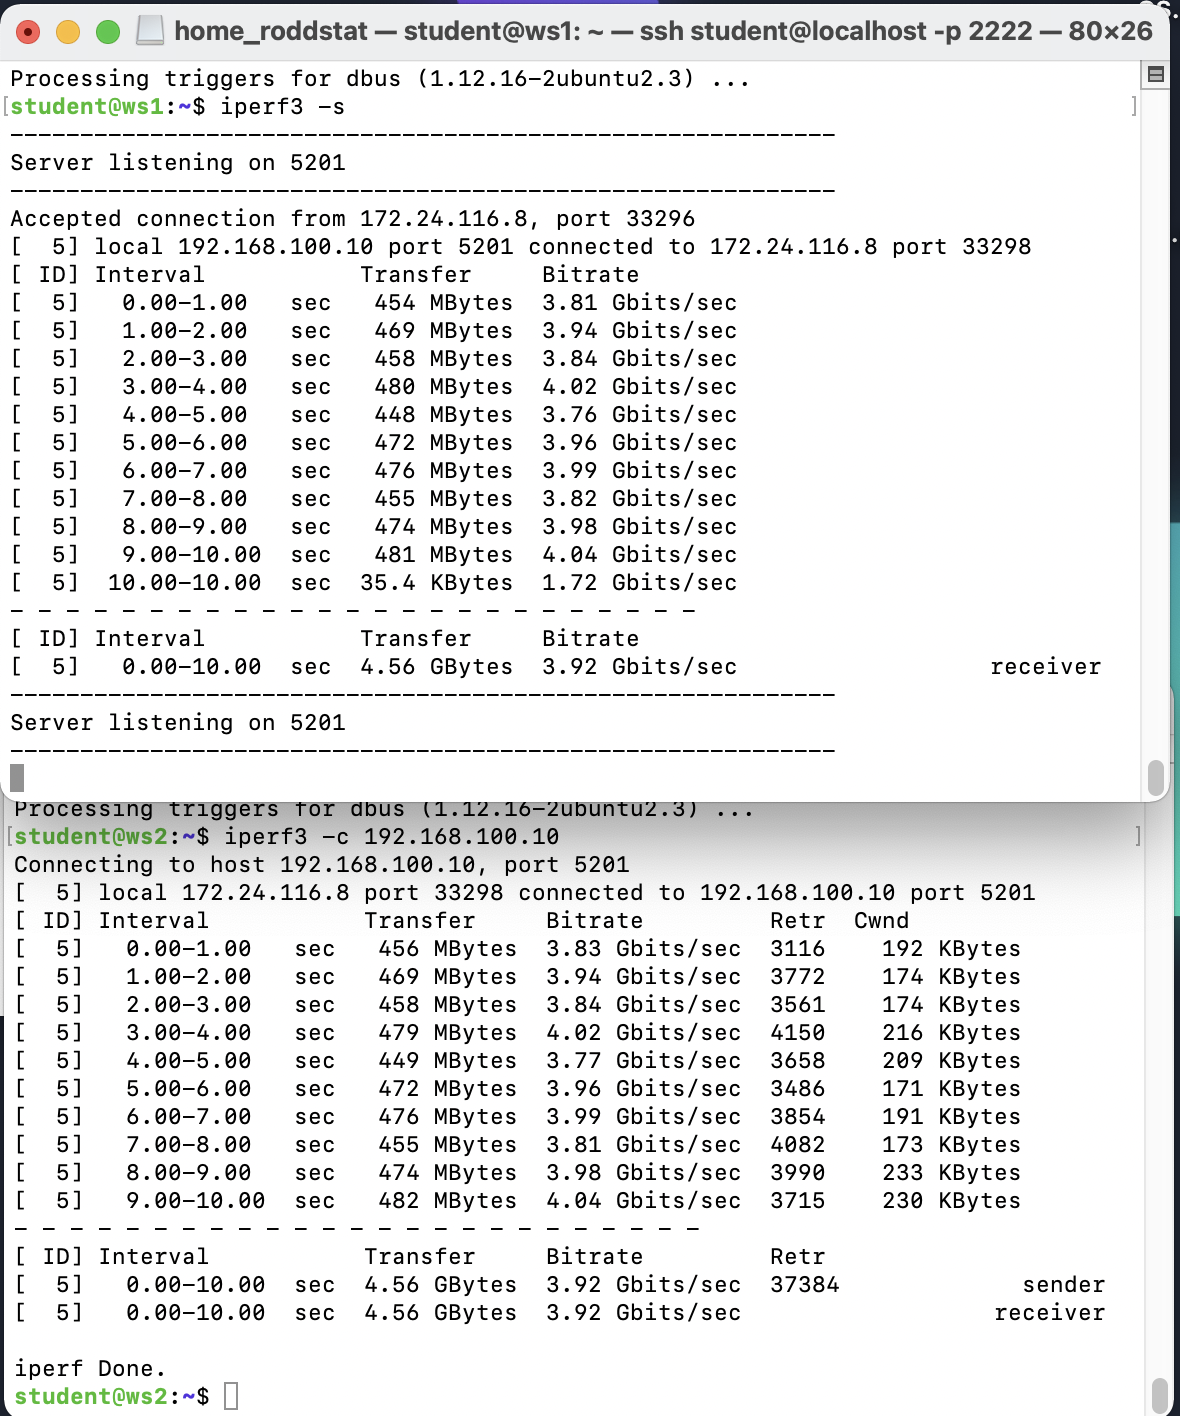 home_roddstat — student@ws1: ~ — ssh student@localhost -p 2222 — 80×26
Processing triggers for dbus (1.12.16-2ubuntu2.3) ...
[student@ws1:~$ iperf3 -s ]
-----------------------------------------------------------
Server listening on 5201
-----------------------------------------------------------
Accepted connection from 172.24.116.8, port 33296
[  5] local 192.168.100.10 port 5201 connected to 172.24.116.8 port 33298
[ ID] Interval           Transfer     Bitrate
[  5]   0.00-1.00   sec   454 MBytes  3.81 Gbits/sec
[  5]   1.00-2.00   sec   469 MBytes  3.94 Gbits/sec
[  5]   2.00-3.00   sec   458 MBytes  3.84 Gbits/sec
[  5]   3.00-4.00   sec   480 MBytes  4.02 Gbits/sec
[  5]   4.00-5.00   sec   448 MBytes  3.76 Gbits/sec
[  5]   5.00-6.00   sec   472 MBytes  3.96 Gbits/sec
[  5]   6.00-7.00   sec   476 MBytes  3.99 Gbits/sec
[  5]   7.00-8.00   sec   455 MBytes  3.82 Gbits/sec
[  5]   8.00-9.00   sec   474 MBytes  3.98 Gbits/sec
[  5]   9.00-10.00  sec   481 MBytes  4.04 Gbits/sec
[  5]  10.00-10.00  sec  35.4 KBytes  1.72 Gbits/sec
- - - - - - - - - - - - - - - - - - - - - - - - -
[ ID] Interval           Transfer     Bitrate
[  5]   0.00-10.00  sec  4.56 GBytes  3.92 Gbits/sec                  receiver
-----------------------------------------------------------
Server listening on 5201
-----------------------------------------------------------
Processing triggers for dbus (1.12.16-2ubuntu2.3) ...
[student@ws2:~$ iperf3 -c 192.168.100.10 ]
Connecting to host 192.168.100.10, port 5201
[  5] local 172.24.116.8 port 33298 connected to 192.168.100.10 port 5201
[ ID] Interval           Transfer     Bitrate         Retr  Cwnd
[  5]   0.00-1.00   sec   456 MBytes  3.83 Gbits/sec  3116    192 KBytes
[  5]   1.00-2.00   sec   469 MBytes  3.94 Gbits/sec  3772    174 KBytes
[  5]   2.00-3.00   sec   458 MBytes  3.84 Gbits/sec  3561    174 KBytes
[  5]   3.00-4.00   sec   479 MBytes  4.02 Gbits/sec  4150    216 KBytes
[  5]   4.00-5.00   sec   449 MBytes  3.77 Gbits/sec  3658    209 KBytes
[  5]   5.00-6.00   sec   472 MBytes  3.96 Gbits/sec  3486    171 KBytes
[  5]   6.00-7.00   sec   476 MBytes  3.99 Gbits/sec  3854    191 KBytes
[  5]   7.00-8.00   sec   455 MBytes  3.81 Gbits/sec  4082    173 KBytes
[  5]   8.00-9.00   sec   474 MBytes  3.98 Gbits/sec  3990    233 KBytes
[  5]   9.00-10.00  sec   482 MBytes  4.04 Gbits/sec  3715    230 KBytes
- - - - - - - - - - - - - - - - - - - - - - - - -
[ ID] Interval           Transfer     Bitrate         Retr
[  5]   0.00-10.00  sec  4.56 GBytes  3.92 Gbits/sec  37384             sender
[  5]   0.00-10.00  sec  4.56 GBytes  3.92 Gbits/sec                  receiver
iperf Done.
student@ws2:~$